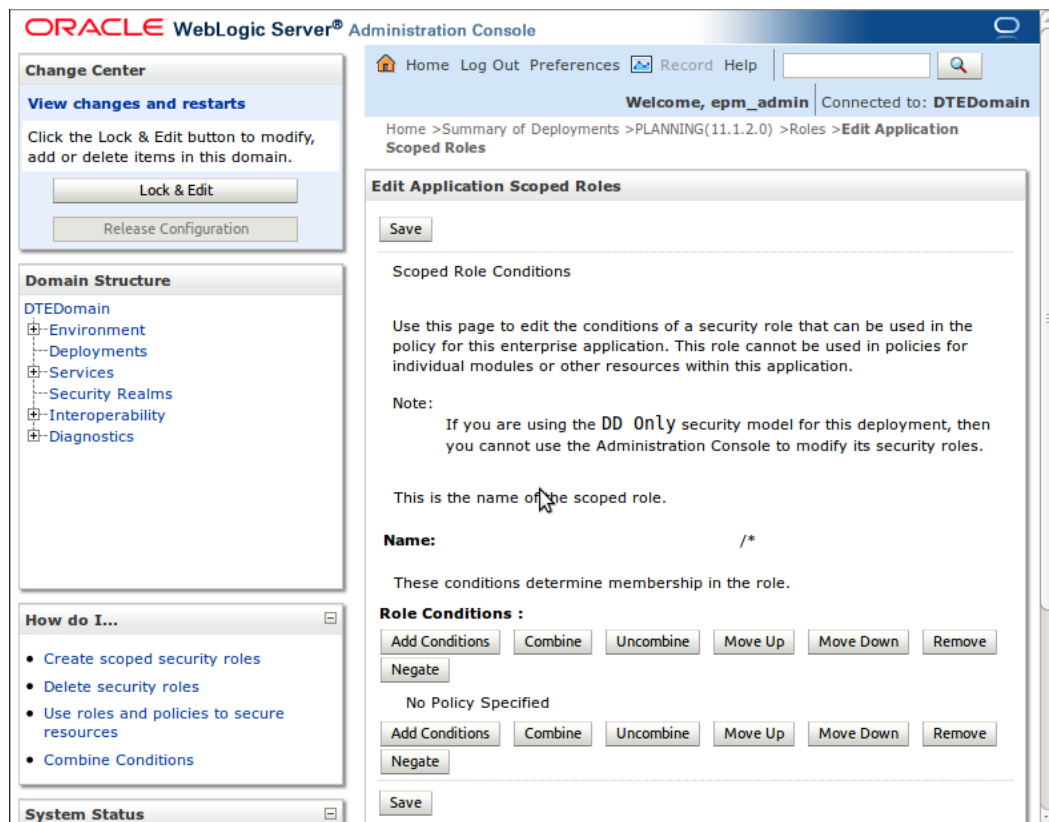 ORACLE WebLogic Server® Administration Console
Change Center
View changes and restarts
Click the Lock & Edit button to modify,
add or delete items in this domain.
Lock & Edit
Release Configuration
Domain Structure
DTEDomain
Environment
Deployments
Services
Security Realms
Interoperability
Diagnostics
How do I...
Create scoped security roles
Delete security roles
Use roles and policies to secure
resources
Combine Conditions
System Status
Home Log Out Preferences Record Help
Welcome, epm_admin Connected to: DTEDomain
Home >Summary of Deployments >PLANNING(11.1.2.0) >Roles >Edit Application
Scoped Roles
Edit Application Scoped Roles
Save
Scoped Role Conditions
Use this page to edit the conditions of a security role that can be used in the
policy for this enterprise application. This role cannot be used in policies for
individual modules or other resources within this application.
Note:
If you are using the DD Only security model for this deployment, then
you cannot use the Administration Console to modify its security roles.
This is the name of the scoped role.
Name: /*
These conditions determine membership in the role.
Role Conditions :
Add Conditions Combine Uncombine Move Up Move Down Remove
Negate
No Policy Specified
Add Conditions Combine Uncombine Move Up Move Down Remove
Negate
Save